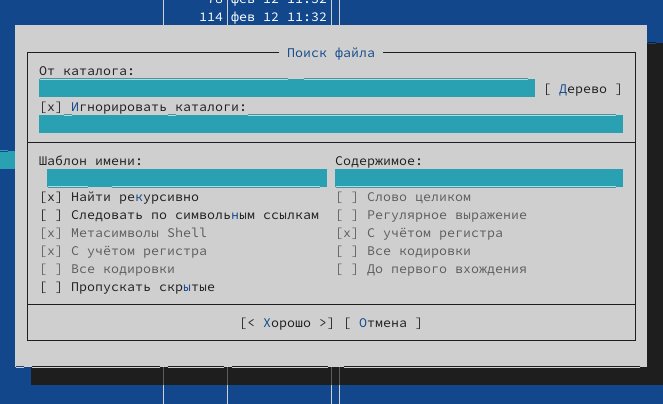 114 фев 12 11:32
Поиск файла
От каталога:
[ Дерево ]
[x] Игнорировать каталоги:
Шаблон имени: Содержимое:
[x] Найти рекурсивно [ ] Слово целиком
[ ] Следовать по символьным ссылкам [ ] Регулярное выражение
[x] Метасимволы Shell [x] С учётом регистра
[x] С учётом регистра [ ] Все кодировки
[ ] Все кодировки [ ] До первого вхождения
[ ] Пропускать скрытые
[< Хорошо >] [ Отмена ]